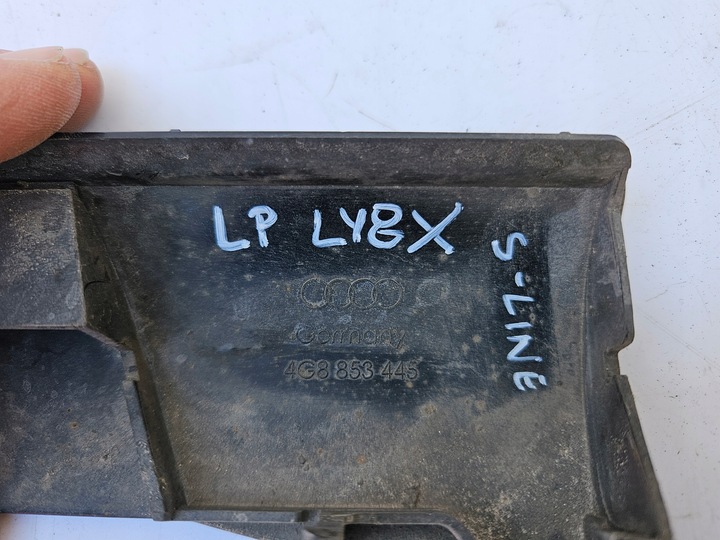 LP LY8X
S-LINE
Germany
4G8 853 445